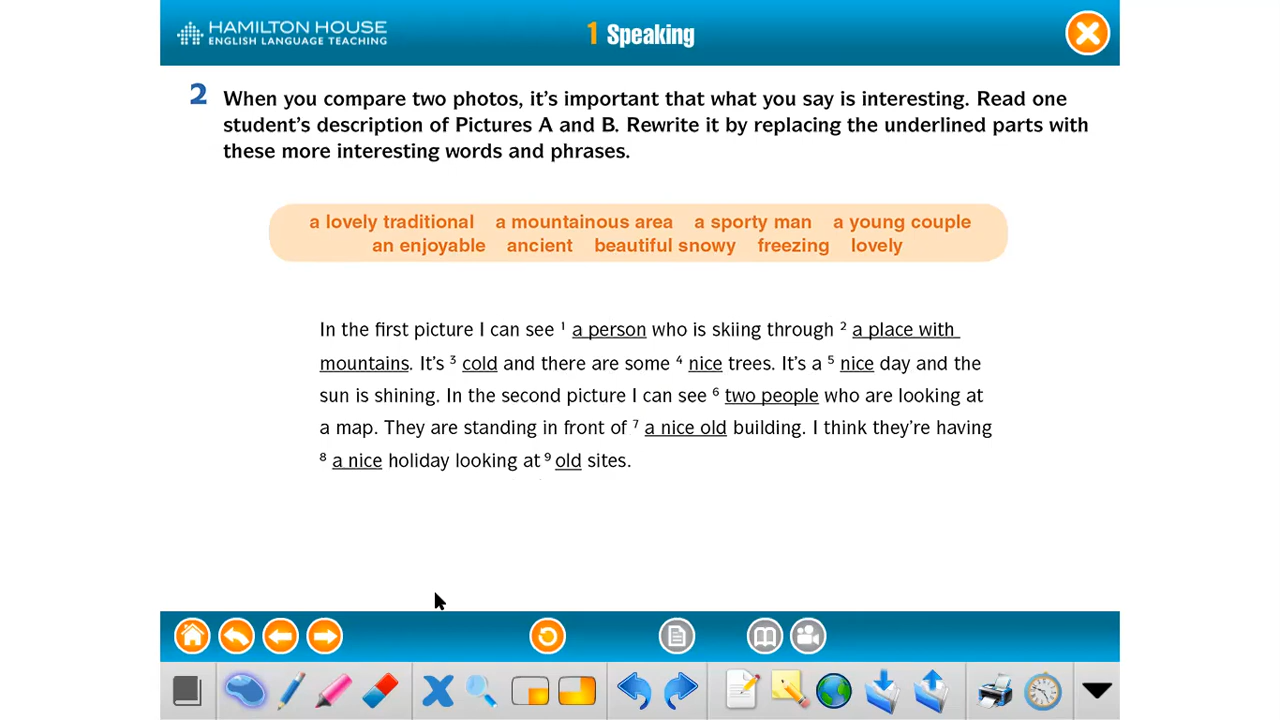 HAMILTON HOUSE
ENGLISH LANGUAGE TEACHING
1 Speaking
2 When you compare two photos, it's important that what you say is interesting. Read one
student's description of Pictures A and B. Rewrite it by replacing the underlined parts with
these more interesting words and phrases.
a lovely traditional a mountainous area a sporty man a young couple
an enjoyable ancient beautiful snowy freezing lovely
In the first picture I can see 1 a person who is skiing through 2 a place with
mountains. It's 3 cold and there are some 4 nice trees. It's a 5 nice day and the
sun is shining. In the second picture I can see 6 two people who are looking at
a map. They are standing in front of 7 a nice old building. I think they're having
8 a nice holiday looking at 9 old sites.